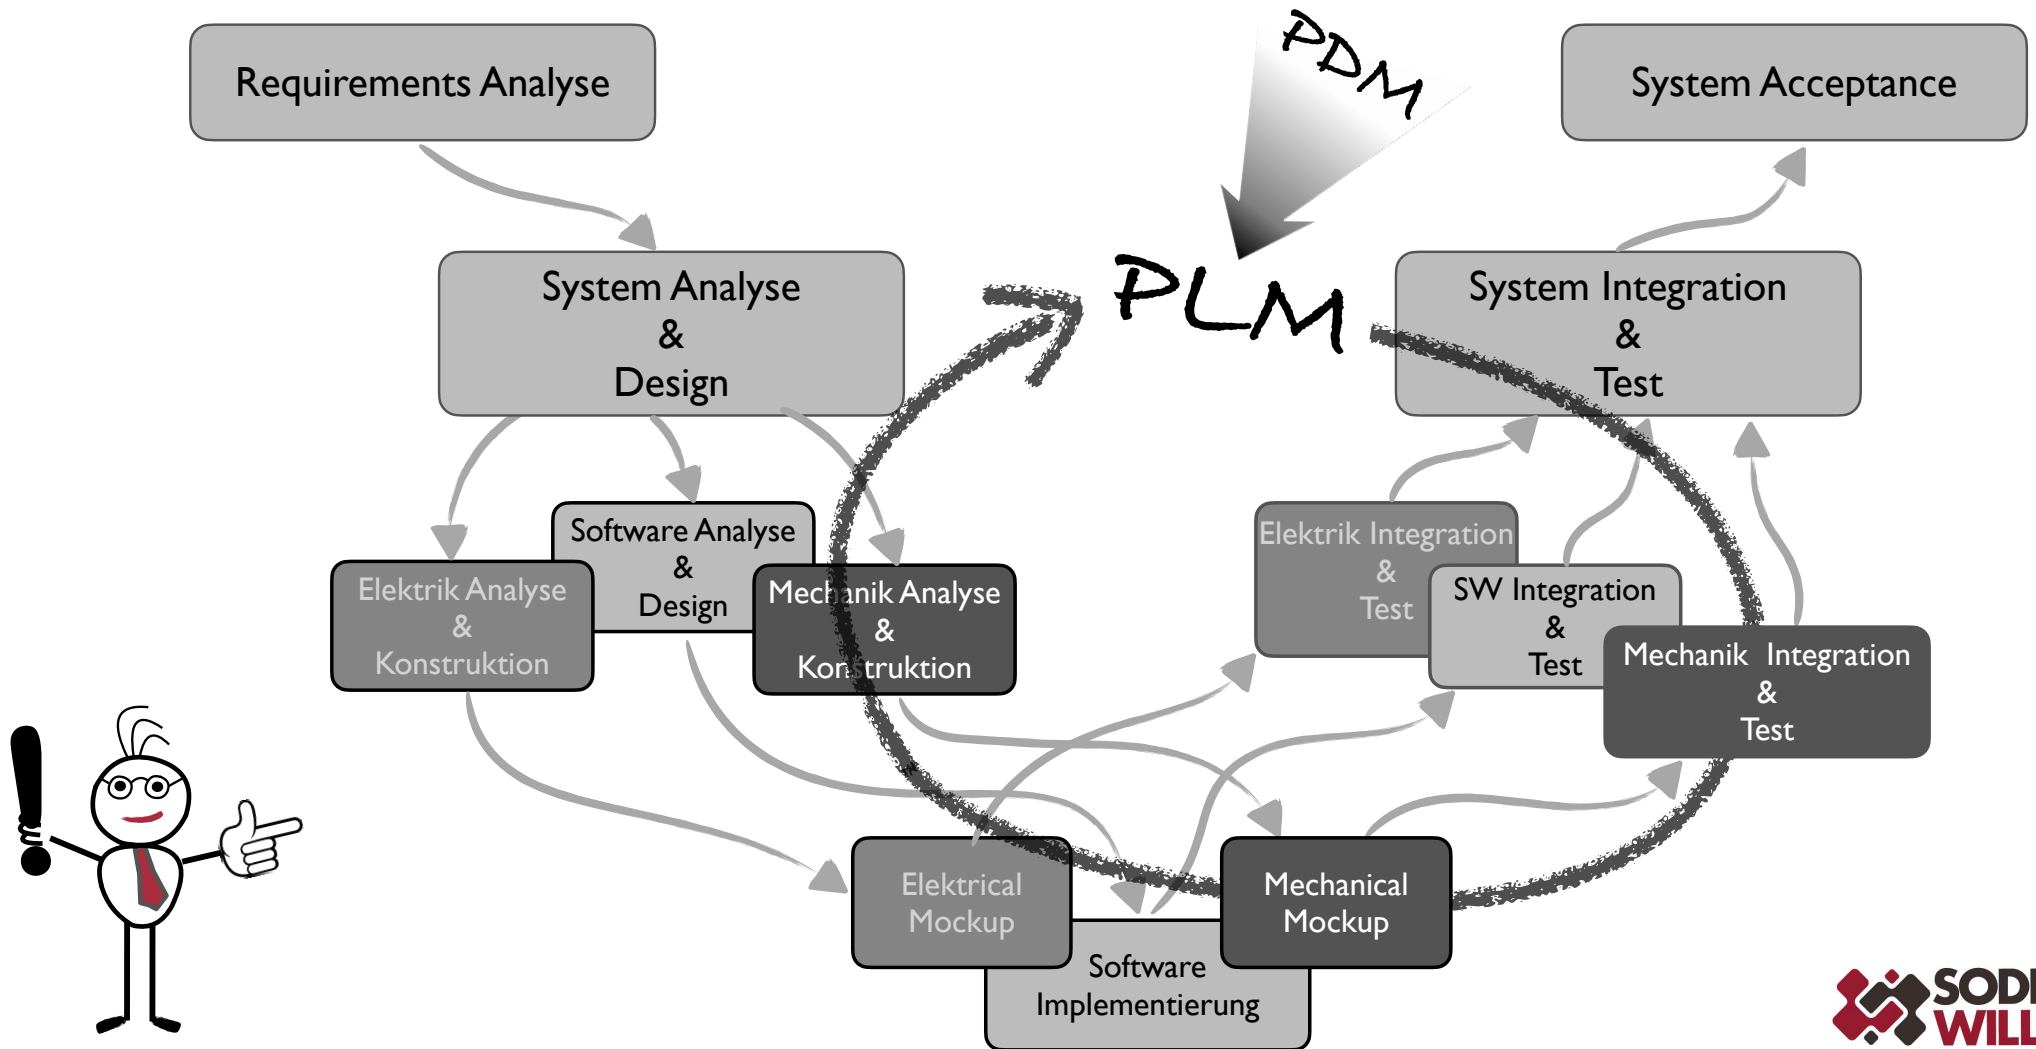 Requirements Analyse
PDM
System Acceptance
System Analyse
&
Design
PLM
System Integration
&
Test
Software Analyse
&
Design
Elektrik Analyse
&
Konstruktion
Mechanik Analyse
&
Konstruktion
Elektrik Integration
&
Test
SW Integration
&
Test
Mechanik Integration
&
Test
Elektrical
Mockup
Mechanical
Mockup
Software
Implementierung
WILL